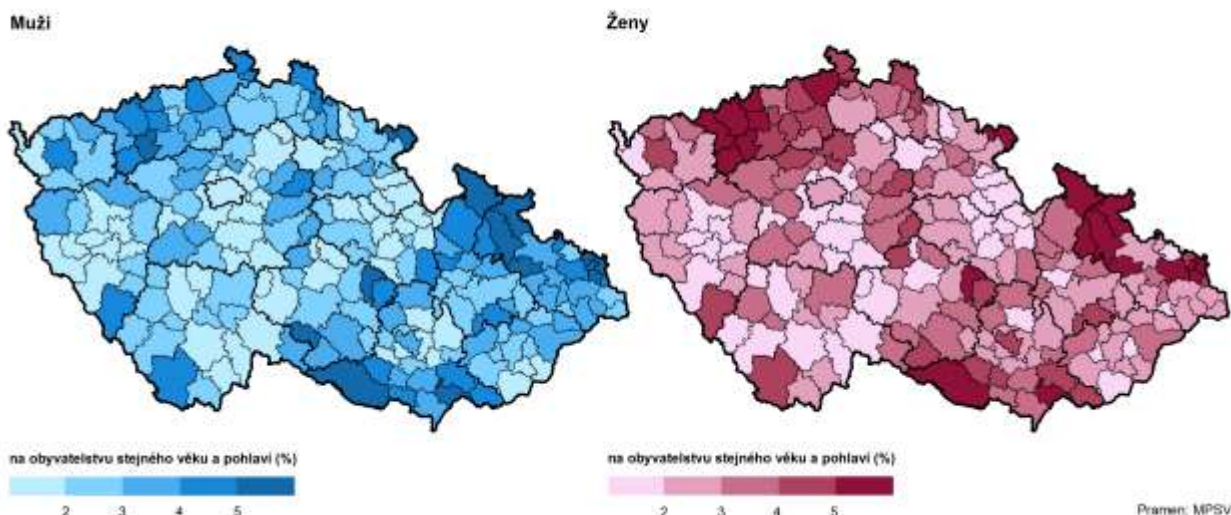 Muži
Ženy
na obyvatelstvu stejného věku a pohlaví (%)
2 3 4 5
na obyvatelstvu stejného věku a pohlaví (%)
2 3 4 5
Pramen: MPSV